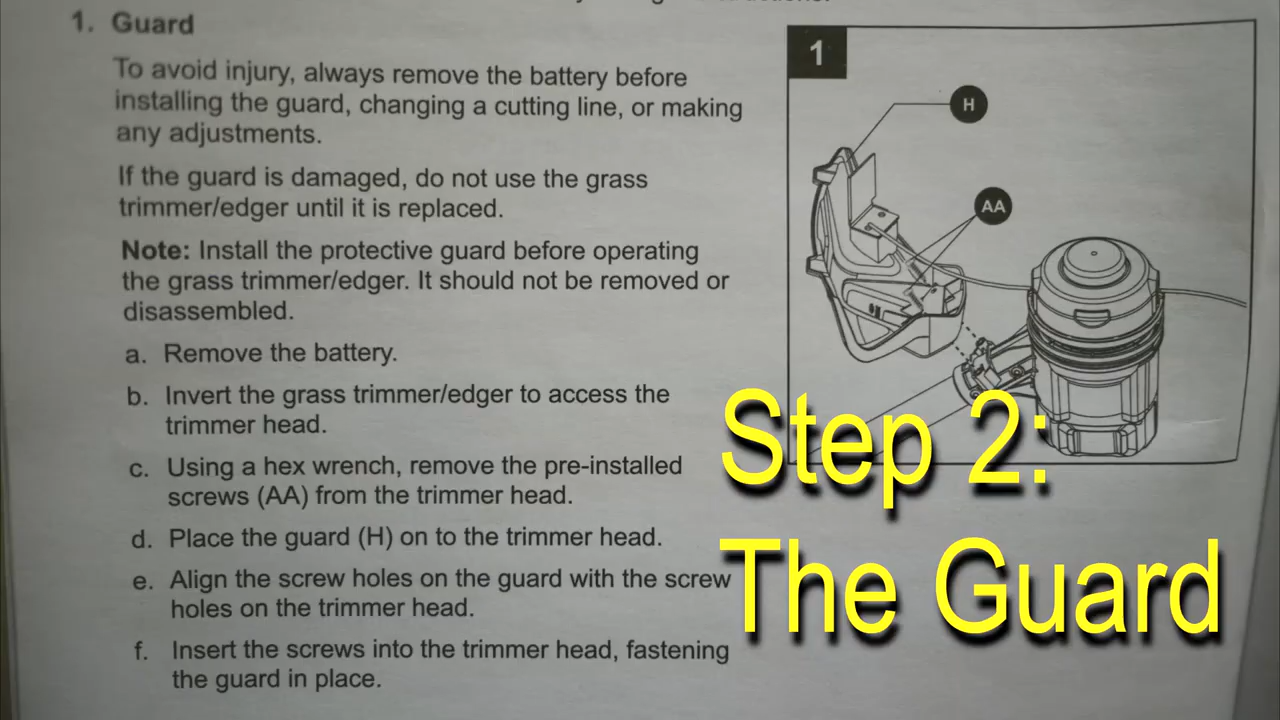 1. Guard
To avoid injury, always remove the battery before
installing the guard, changing a cutting line, or making
any adjustments.
If the guard is damaged, do not use the grass
trimmer/edger until it is replaced.
Note: Install the protective guard before operating
the grass trimmer/edger. It should not be removed or
disassembled.
a. Remove the battery.
b. Invert the grass trimmer/edger to access the
trimmer head.
c. Using a hex wrench, remove the pre-installed
screws (AA) from the trimmer head.
d. Place the guard (H) on to the trimmer head.
e. Align the screw holes on the guard with the screw
holes on the trimmer head.
f. Insert the screws into the trimmer head, fastening
the guard in place.
1
H
AA
Step 2:
The Guard